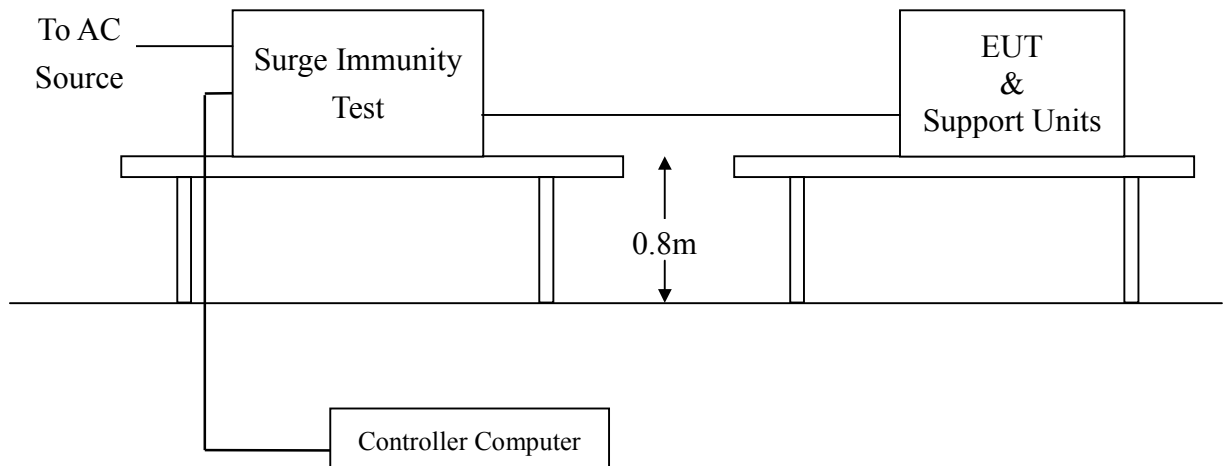 To AC
Source
Surge Immunity
Test
EUT
&
Support Units
0.8m
Controller Computer